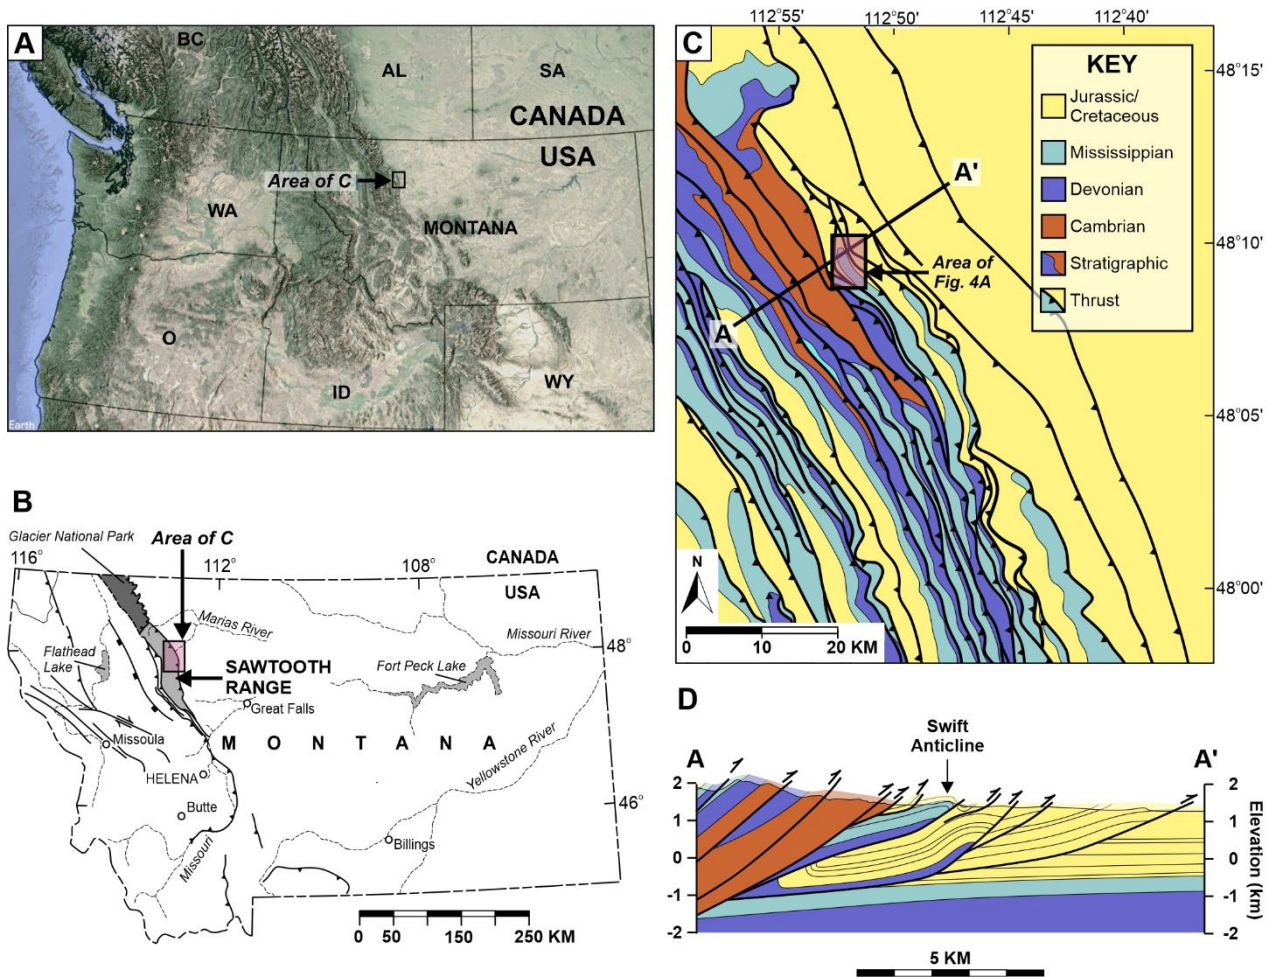 A
BC
AL
SA
CANADA
USA
Area of C
WA
MONTANA
O
ID
WY
Earth
B
Glacier National Park
Area of C
116°
112°
108°
CANADA
USA
Marias River
Missouri River
48°
Flathead
Lake
SAWTOOTH
RANGE
Fort Peck Lake
Great Falls
Missoula
MONTANA
Yellowstone River
HELENA
46°
Butte
Missouri
Billings
0 50 150 250 KM
112°55' 112°50' 112°45' 112°40'
C
KEY
Jurassic/
Cretaceous
Mississippian
Devonian
Cambrian
Stratigraphic
Thrust
48°15'
A'
48°10'
Area of
Fig. 4A
A
48°05'
N
48°00'
0 10 20 KM
D
Swift
Anticline
A A'
2 2
1 1
0 0
-1 -1
-2 -2
Elevation (km)
5 KM